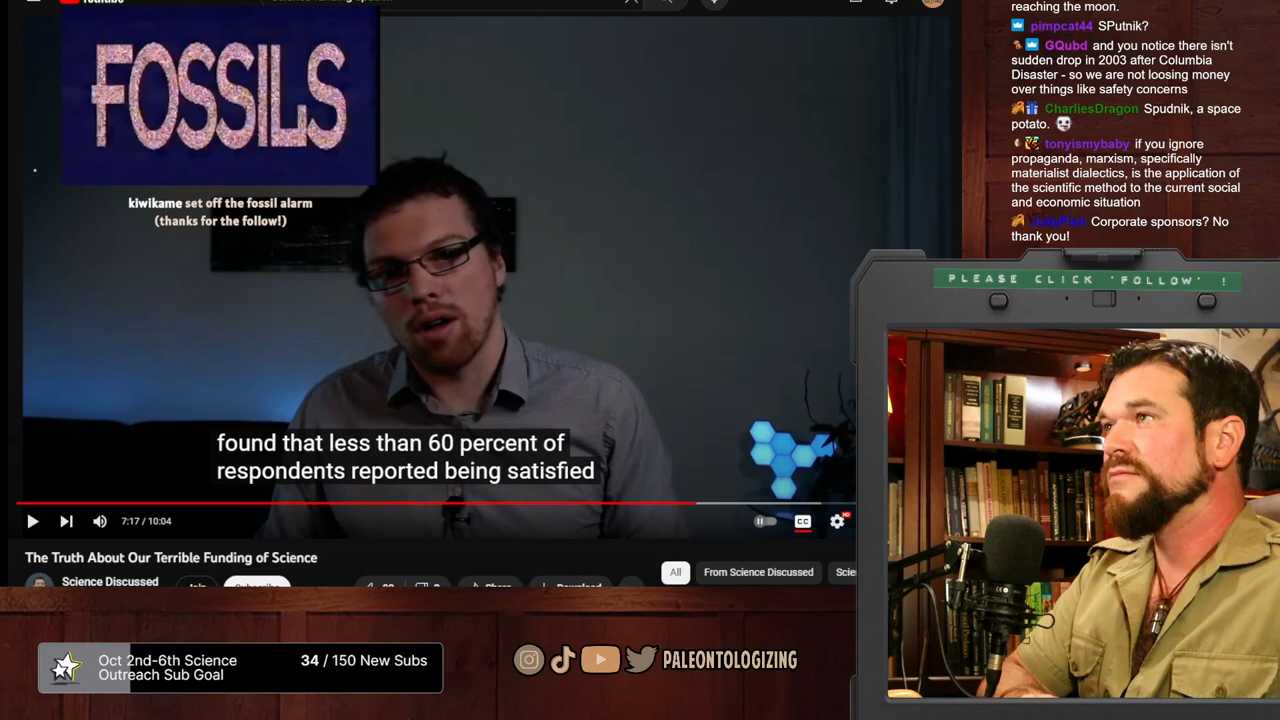 FOSSILS
kiwikame set off the fossil alarm
(thanks for the follow!)
found that less than 60 percent of
respondents reported being satisfied
7:17 / 10:04
CC
HD
The Truth About Our Terrible Funding of Science
Science Discussed
Join
Subscribe
Share
Download
All
From Science Discussed
Oct 2nd-6th Science
Outreach Sub Goal
34 / 150 New Subs
PALEONTOLOGIZING
reaching the moon.
pimpcat44 SPutnik?
GQubd and you notice there isn't
sudden drop in 2003 after Columbia
Disaster - so we are not loosing money
over things like safety concerns
CharliesDragon Spudnik, a space
potato.
tonyismybaby if you ignore
propaganda, marxism, specifically
materialist dialectics, is the application of
the scientific method to the current social
and economic situation
Corporate sponsors? No
thank you!
PLEASE CLICK 'FOLLOW' !